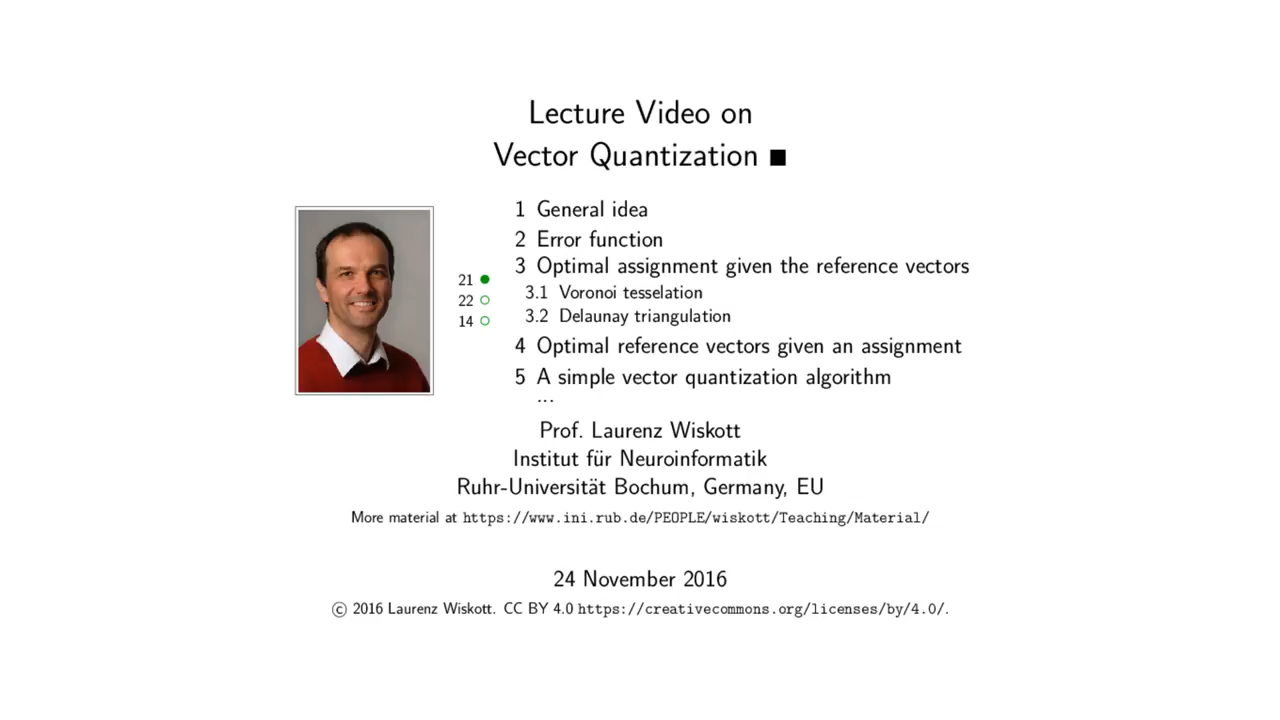 Lecture Video on
Vector Quantization ■
1 General idea
2 Error function
3 Optimal assignment given the reference vectors
21 ●
3.1 Voronoi tesselation
22 ○
3.2 Delaunay triangulation
14 ○
4 Optimal reference vectors given an assignment
5 A simple vector quantization algorithm
...
Prof. Laurenz Wiskott
Institut für Neuroinformatik
Ruhr-Universität Bochum, Germany, EU
More material at https://www.ini.rub.de/PEOPLE/wiskott/Teaching/Material/
24 November 2016
© 2016 Laurenz Wiskott. CC BY 4.0 https://creativecommons.org/licenses/by/4.0/.